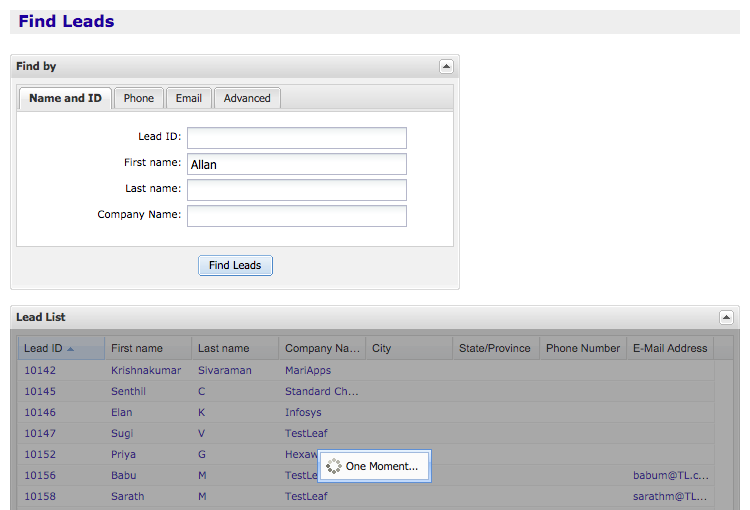 Find Leads
Find by
Name and ID Phone Email Advanced
Lead ID:
First name: Allan
Last name:
Company Name:
Find Leads
Lead List
Lead ID First name Last name Company Na... City State/Province Phone Number E-Mail Address
10142 Krishnakumar Sivaraman MariApps
10145 Senthil C Standard Ch...
10146 Elan K Infosys
10147 Sugi V TestLeaf
10152 Priya G Hexaw
One Moment...
10156 Babu M TestLe babum@TL.c...
10158 Sarath M TestLeaf sarathm@TL...